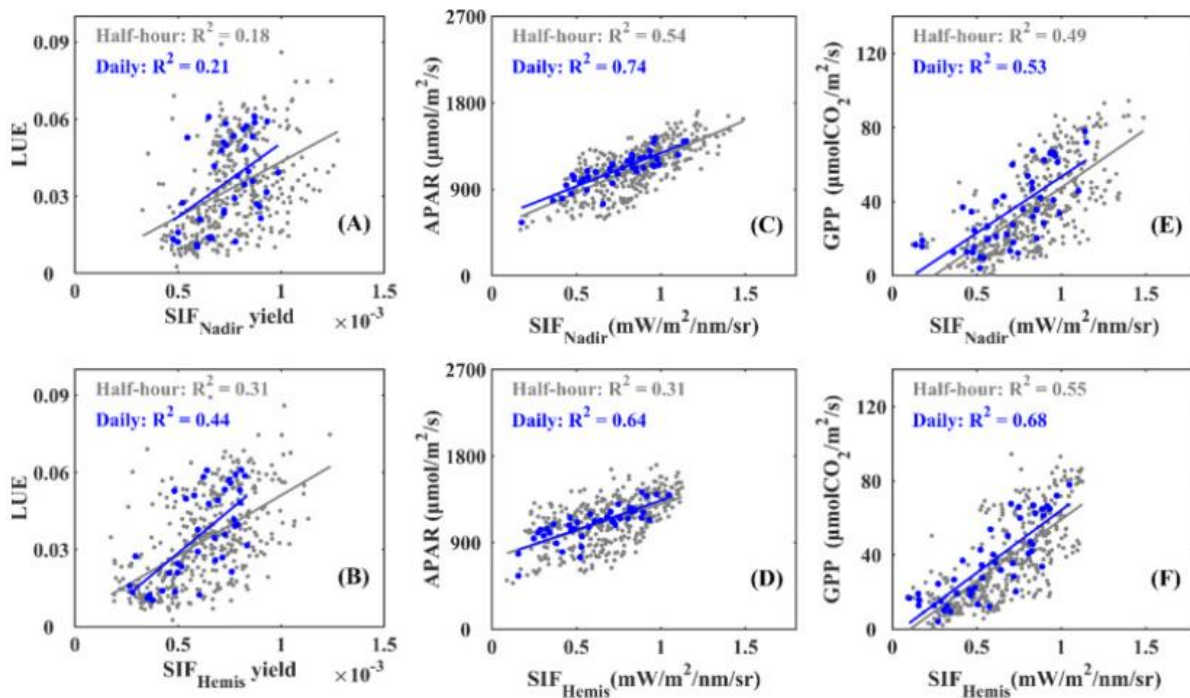 Half-hour: R² = 0.18
Daily: R² = 0.21
0.09
0.06
0.03
0
LUE
(A)
0
0.5
1
1.5
×10⁻³
SIF_Nadir yield
Half-hour: R² = 0.54
Daily: R² = 0.74
2700
1800
900
0
APAR (μmol/m²/s)
(C)
0
0.5
1
1.5
SIF_Nadir(mW/m²/nm/sr)
Half-hour: R² = 0.49
Daily: R² = 0.53
120
80
40
0
GPP (μmolCO₂/m²/s)
(E)
0
0.5
1
1.5
SIF_Nadir(mW/m²/nm/sr)
Half-hour: R² = 0.31
Daily: R² = 0.44
0.09
0.06
0.03
0
LUE
(B)
0
0.5
1
1.5
×10⁻³
SIF_Hemis yield
Half-hour: R² = 0.31
Daily: R² = 0.64
2700
1800
900
0
APAR (μmol/m²/s)
(D)
0
0.5
1
1.5
SIF_Hemis(mW/m²/nm/sr)
Half-hour: R² = 0.55
Daily: R² = 0.68
120
80
40
0
GPP (μmolCO₂/m²/s)
(F)
0
0.5
1
1.5
SIF_Hemis(mW/m²/nm/sr)